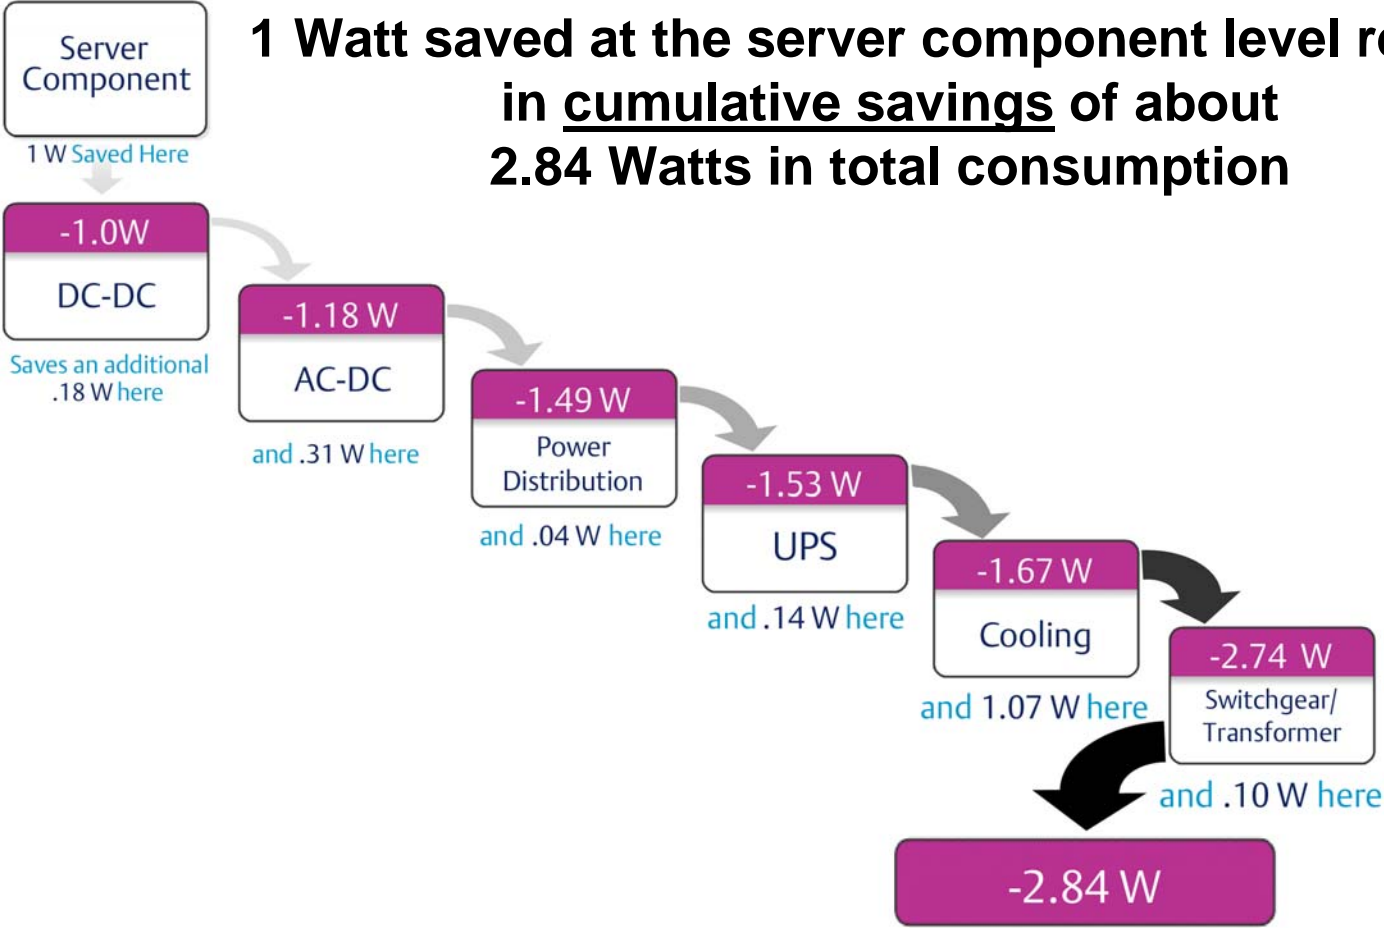 Server
Component
1 Watt saved at the server component level
in cumulative savings of about
2.84 Watts in total consumption
1 W Saved Here
-1.0W
DC-DC
Saves an additional
.18 W here
-1.18 W
AC-DC
and .31 W here
-1.49 W
Power
Distribution
and .04 W here
-1.53 W
UPS
and .14 W here
-1.67 W
Cooling
and 1.07 W here
-2.74 W
Switchgear/
Transformer
and .10 W here
-2.84 W